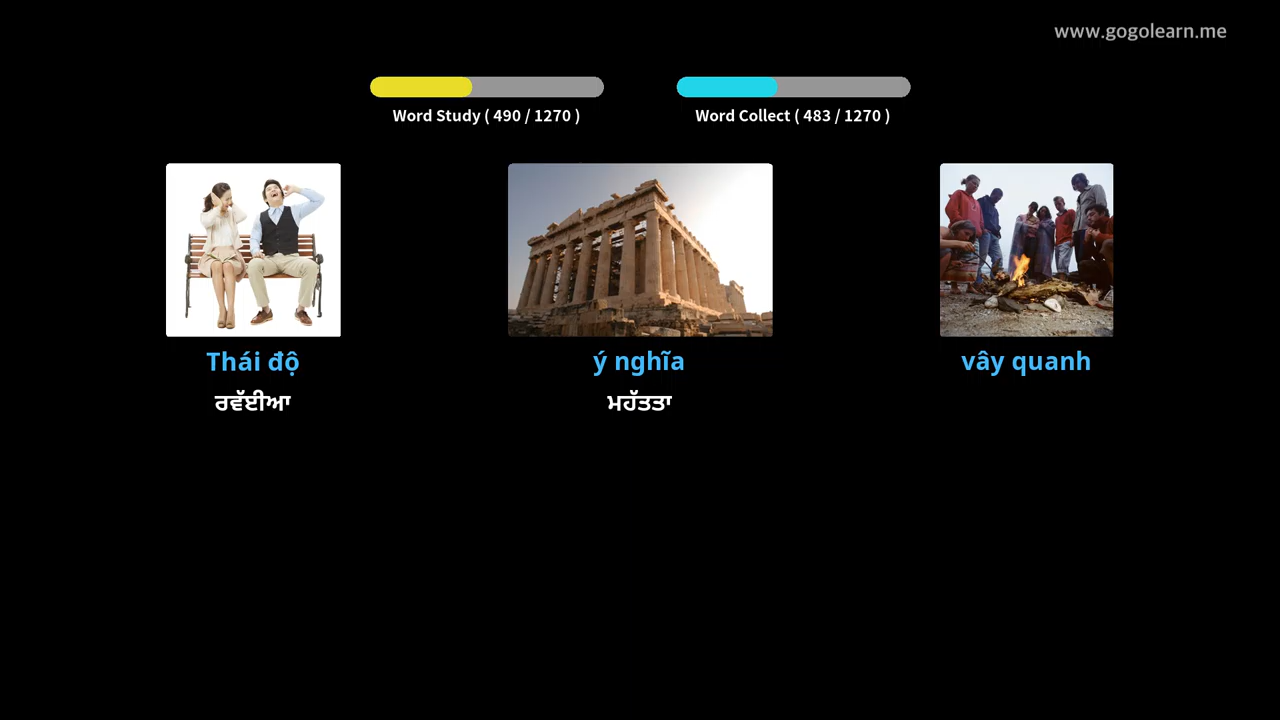 www.gogolearn.me
Word Study ( 490 / 1270 )
Word Collect ( 483 / 1270 )
Thái độ
ý nghĩa
vây quanh
ਰਵੱਈਆ
ਮਹੱਤਤਾ